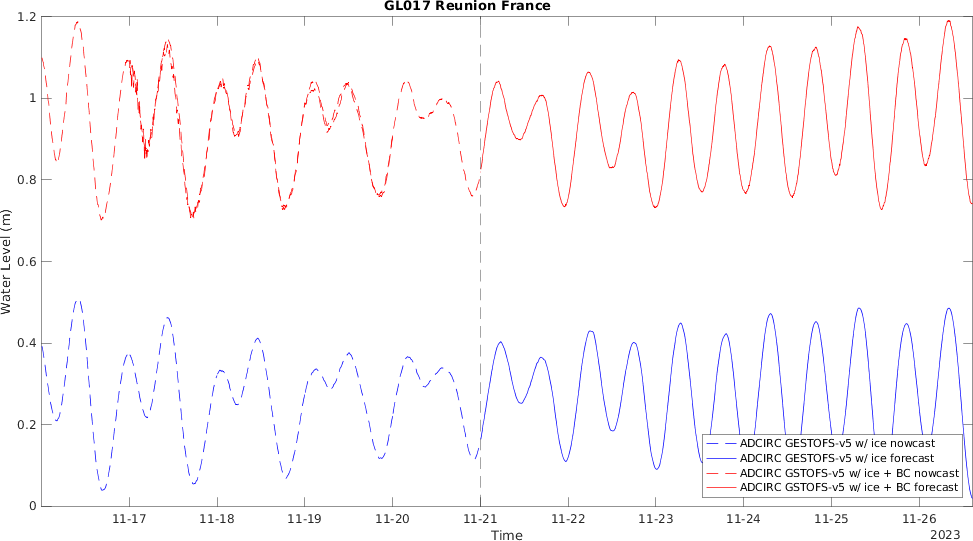 GL017 Reunion France
Water Level (m)
1.2
1
0.8
0.6
0.4
0.2
0
11-17
11-18
11-19
11-20
11-21
11-22
11-23
11-24
11-25
11-26
2023
Time
ADCIRC GESTOFS-v5 w/ ice nowcast
ADCIRC GESTOFS-v5 w/ ice forecast
ADCIRC GSTOFS-v5 w/ ice + BC nowcast
ADCIRC GSTOFS-v5 w/ ice + BC forecast